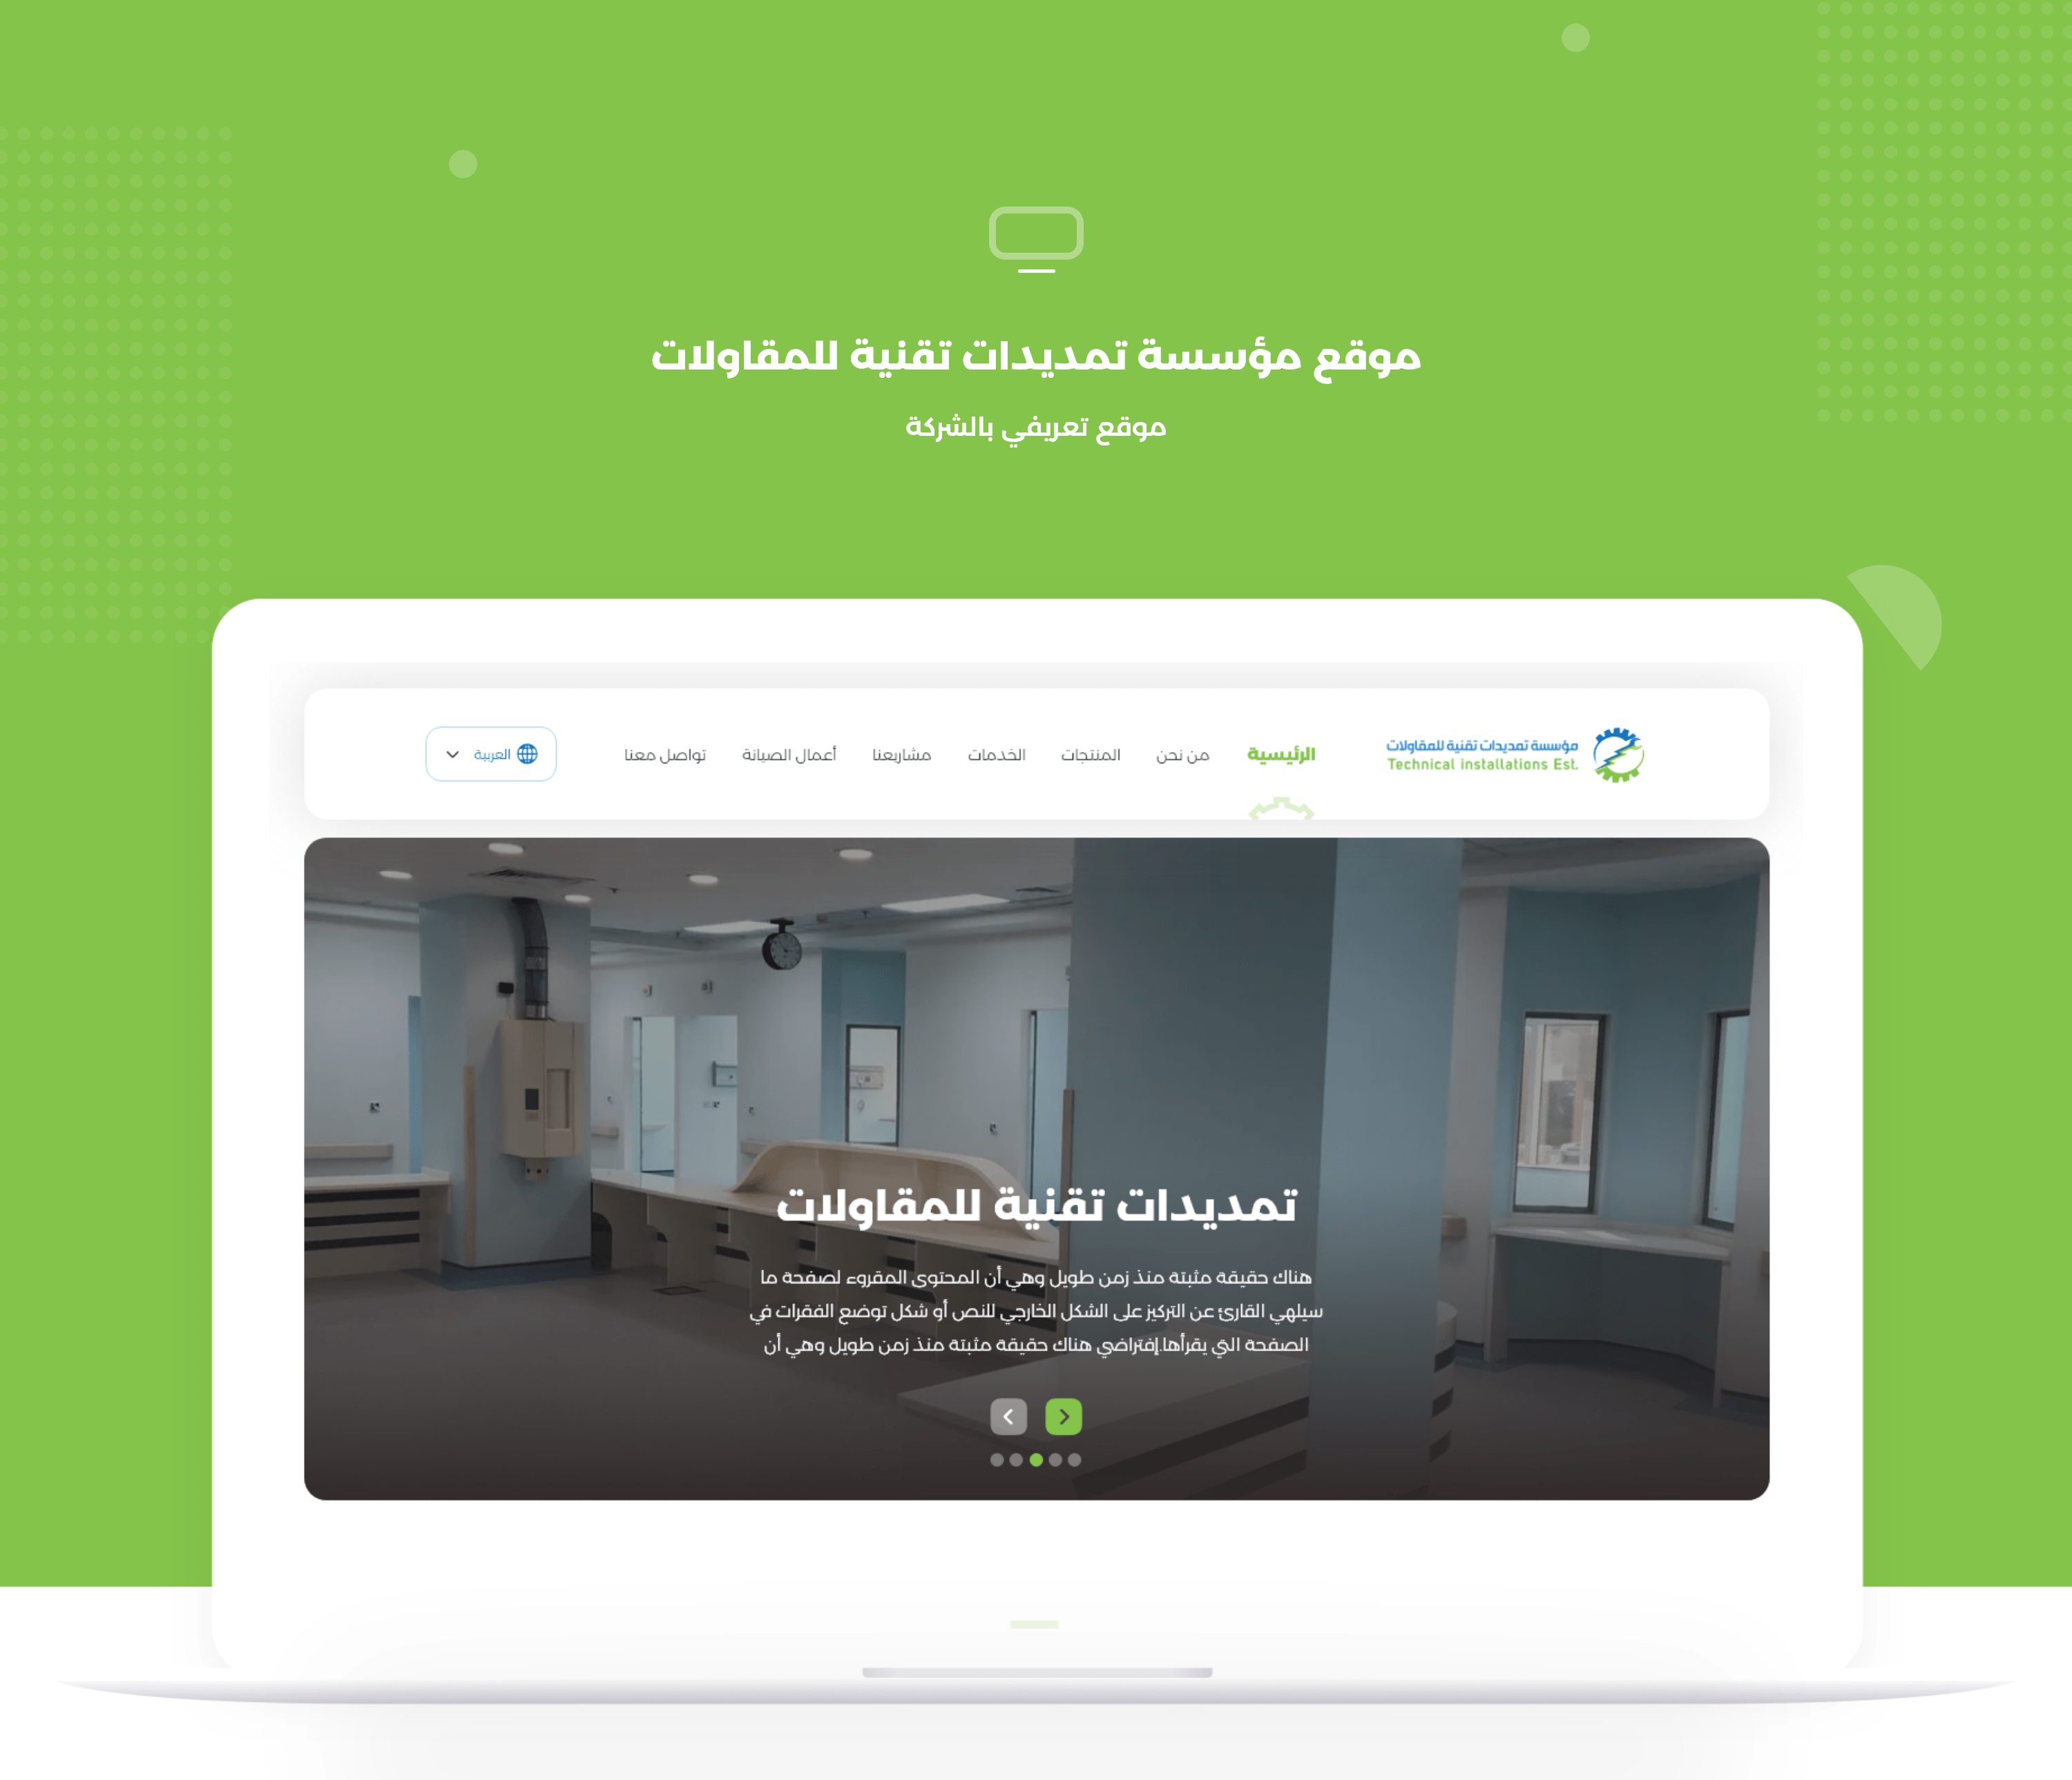 موقع مؤسسة تمديدات تقنية للمقاولات
موقع تعريفي بالشركة
مؤسسة تمديدات تقنية للمقاولات
Technical installations Est.
الرئيسية
من نحن
المنتجات
الخدمات
مشاريعنا
أعمال الصيانة
تواصل معنا
العربية
تمديدات تقنية للمقاولات
هناك حقيقة مثبتة منذ زمن طويل وهي أن المحتوى المقروء لصفحة ما
سيلهي القارئ عن التركيز على الشكل الخارجي للنص أو شكل توضع الفقرات في
الصفحة التي يقرأها.إفتراضي هناك حقيقة مثبتة منذ زمن طويل وهي أن